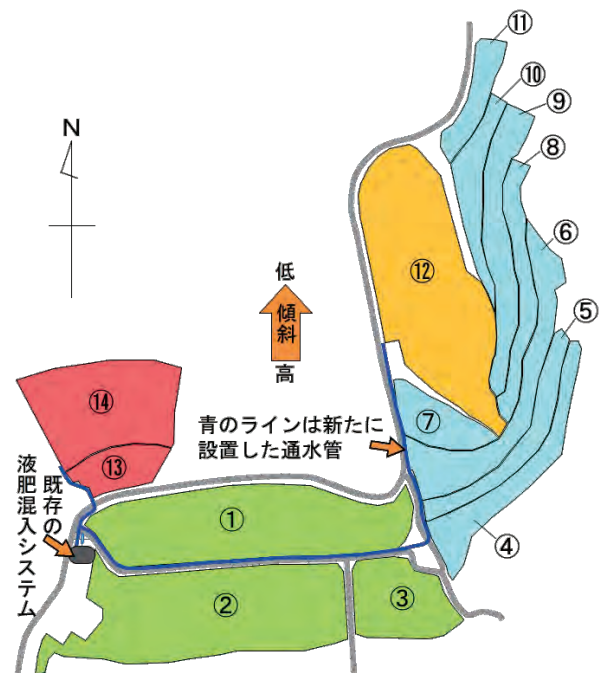 ⑪
⑩
⑨
N
⑧
⑥
低
⑫
傾斜
⑤
高
⑭
青のラインは新たに
設置した通水管
⑦
⑬
既存の
液肥混入システム
①
④
②
③